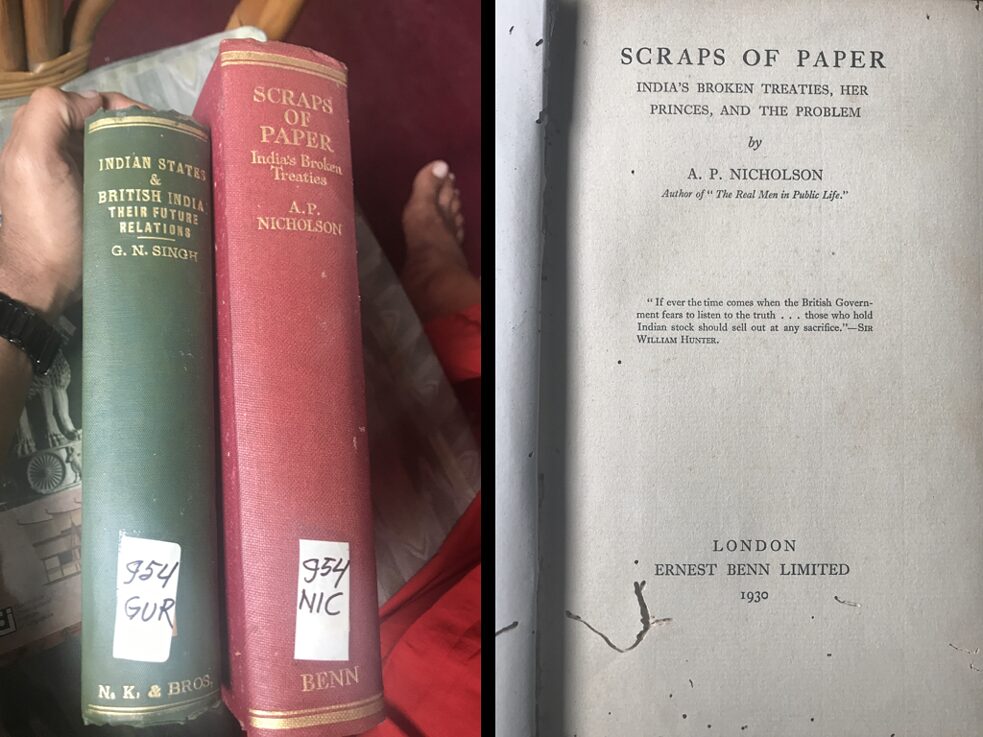 INDIAN STATES
&
BRITISH INDIA
THEIR FUTURE
RELATIONS
G. N. SINGH
954
GUR
N. K. & BROS.
SCRAPS
OF
PAPER
India's Broken
Treaties
A.P.
NICHOLSON
954
NIC
BENN
SCRAPS OF PAPER
INDIA'S BROKEN TREATIES, HER
PRINCES, AND THE PROBLEM
by
A. P. NICHOLSON
Author of "The Real Men in Public Life."
"If ever the time comes when the British Govern-
ment fears to listen to the truth . . . those who hold
Indian stock should sell out at any sacrifice."—SIR
WILLIAM HUNTER.
LONDON
ERNEST BENN LIMITED
1930